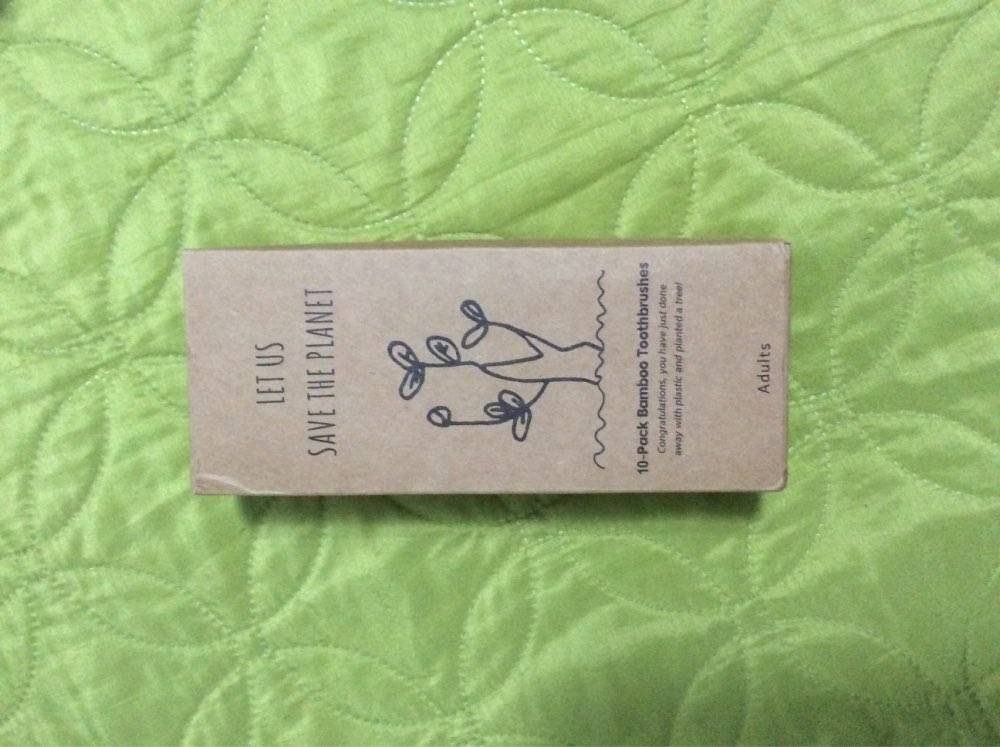 LET US
SAVE THE PLANET
10-Pack Bamboo Toothbrushes
Congratulations, you have just done
away with plastic and planted a tree!
Adults